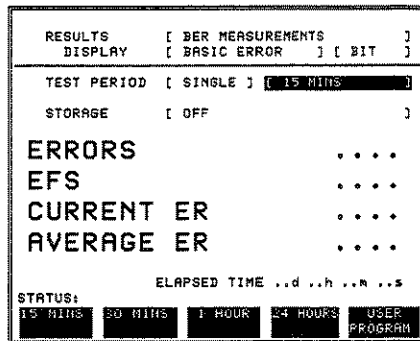 RESULTS [ BER MEASUREMENTS ]
DISPLAY [ BASIC ERROR ] [ BIT ]
TEST PERIOD [ SINGLE ] [ 15 MINS ]
STORAGE [ OFF ]
ERRORS ....
EFS ....
CURRENT ER ....
AVERAGE ER ....
ELAPSED TIME ..d ..h ..m ..s
STATUS:
15 MINS 30 MINS 1 HOUR 24 HOURS USER
PROGRAM